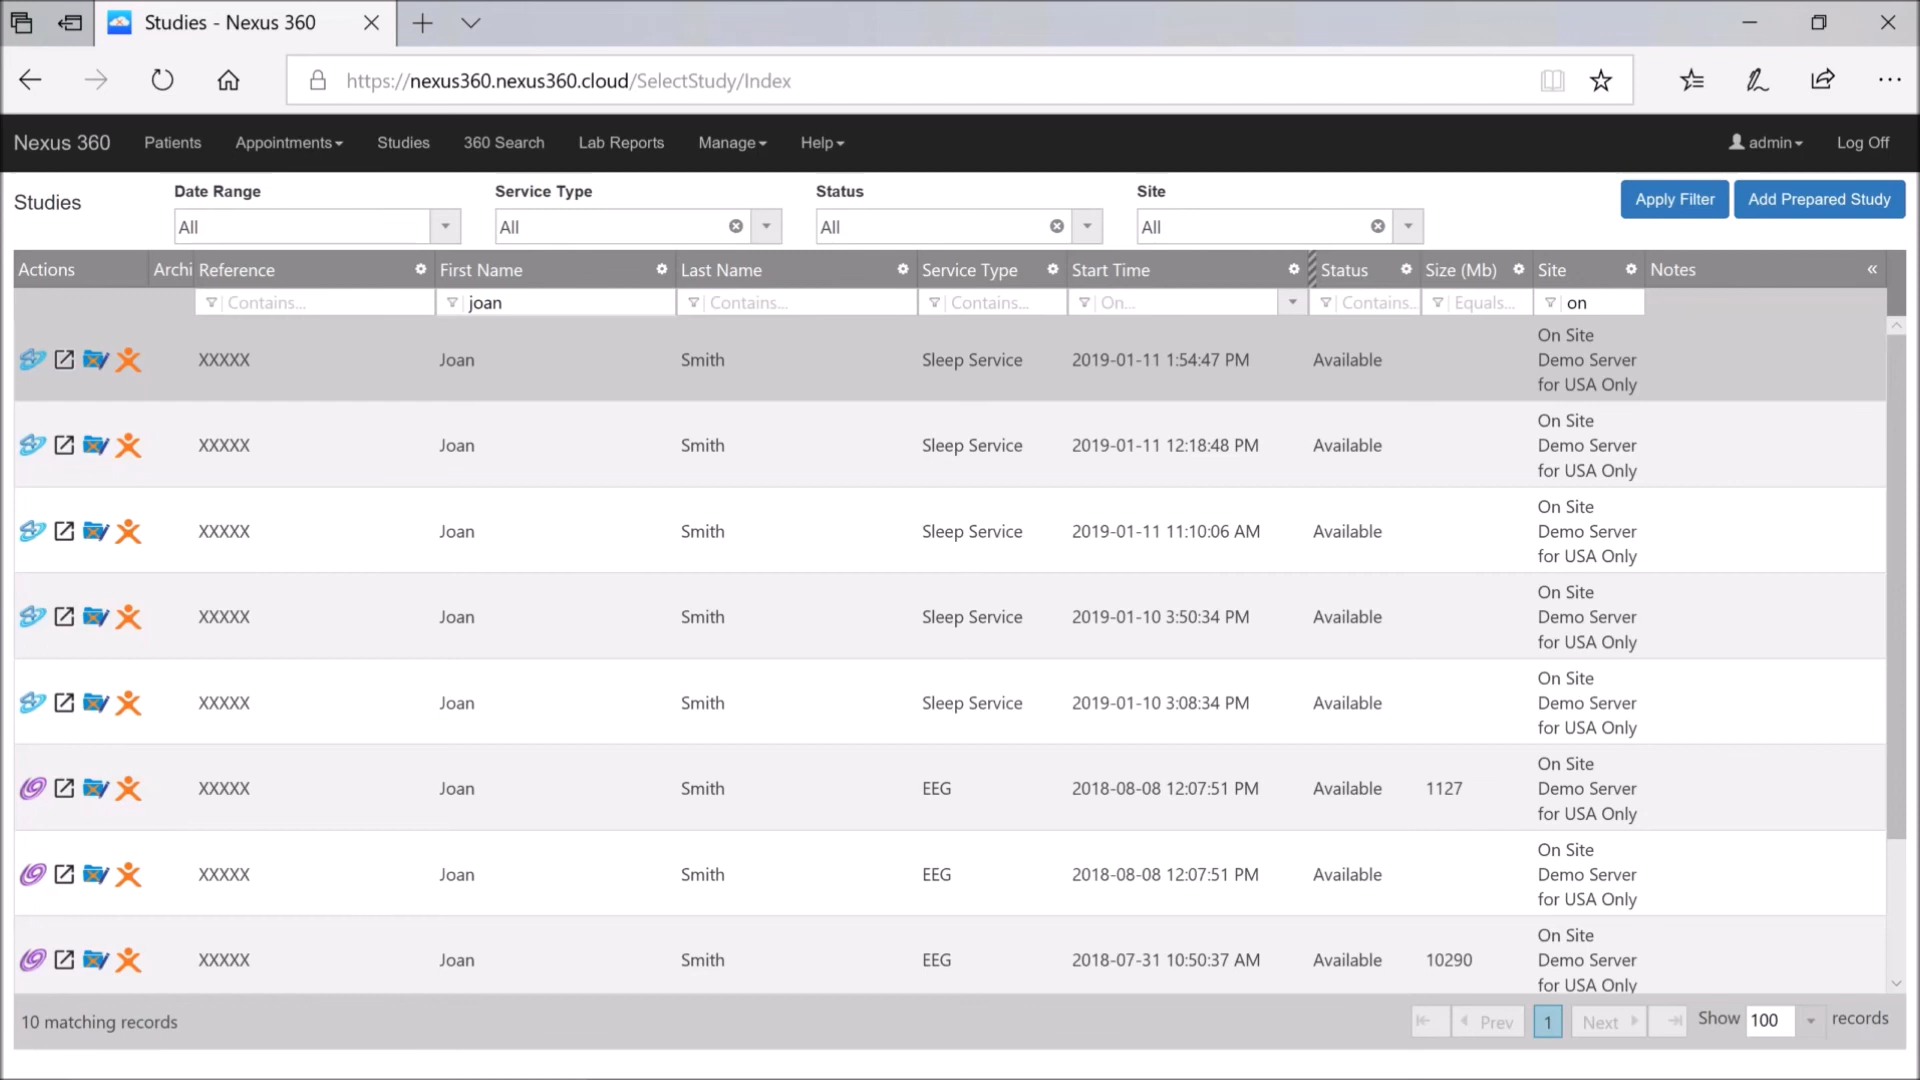 Studies - Nexus 360
https://nexus360.nexus360.cloud/SelectStudy/Index
Nexus 360 Patients Appointments Studies 360 Search Lab Reports Manage Help admin Log Off
Studies
Date Range Service Type Status Site
All All All All
Apply Filter Add Prepared Study
Actions Archi Reference First Name Last Name Service Type Start Time Status Size (Mb) Site Notes «
Contains... joan Contains... Contains... On... Contains... Equals... on
XXXXX Joan Smith Sleep Service 2019-01-11 1:54:47 PM Available On Site
Demo Server
for USA Only
XXXXX Joan Smith Sleep Service 2019-01-11 12:18:48 PM Available On Site
Demo Server
for USA Only
XXXXX Joan Smith Sleep Service 2019-01-11 11:10:06 AM Available On Site
Demo Server
for USA Only
XXXXX Joan Smith Sleep Service 2019-01-10 3:50:34 PM Available On Site
Demo Server
for USA Only
XXXXX Joan Smith Sleep Service 2019-01-10 3:08:34 PM Available On Site
Demo Server
for USA Only
XXXXX Joan Smith EEG 2018-08-08 12:07:51 PM Available 1127 On Site
Demo Server
for USA Only
XXXXX Joan Smith EEG 2018-08-08 12:07:51 PM Available On Site
Demo Server
for USA Only
XXXXX Joan Smith EEG 2018-07-31 10:50:37 AM Available 10290 On Site
Demo Server
for USA Only
10 matching records Prev 1 Next Show 100 records